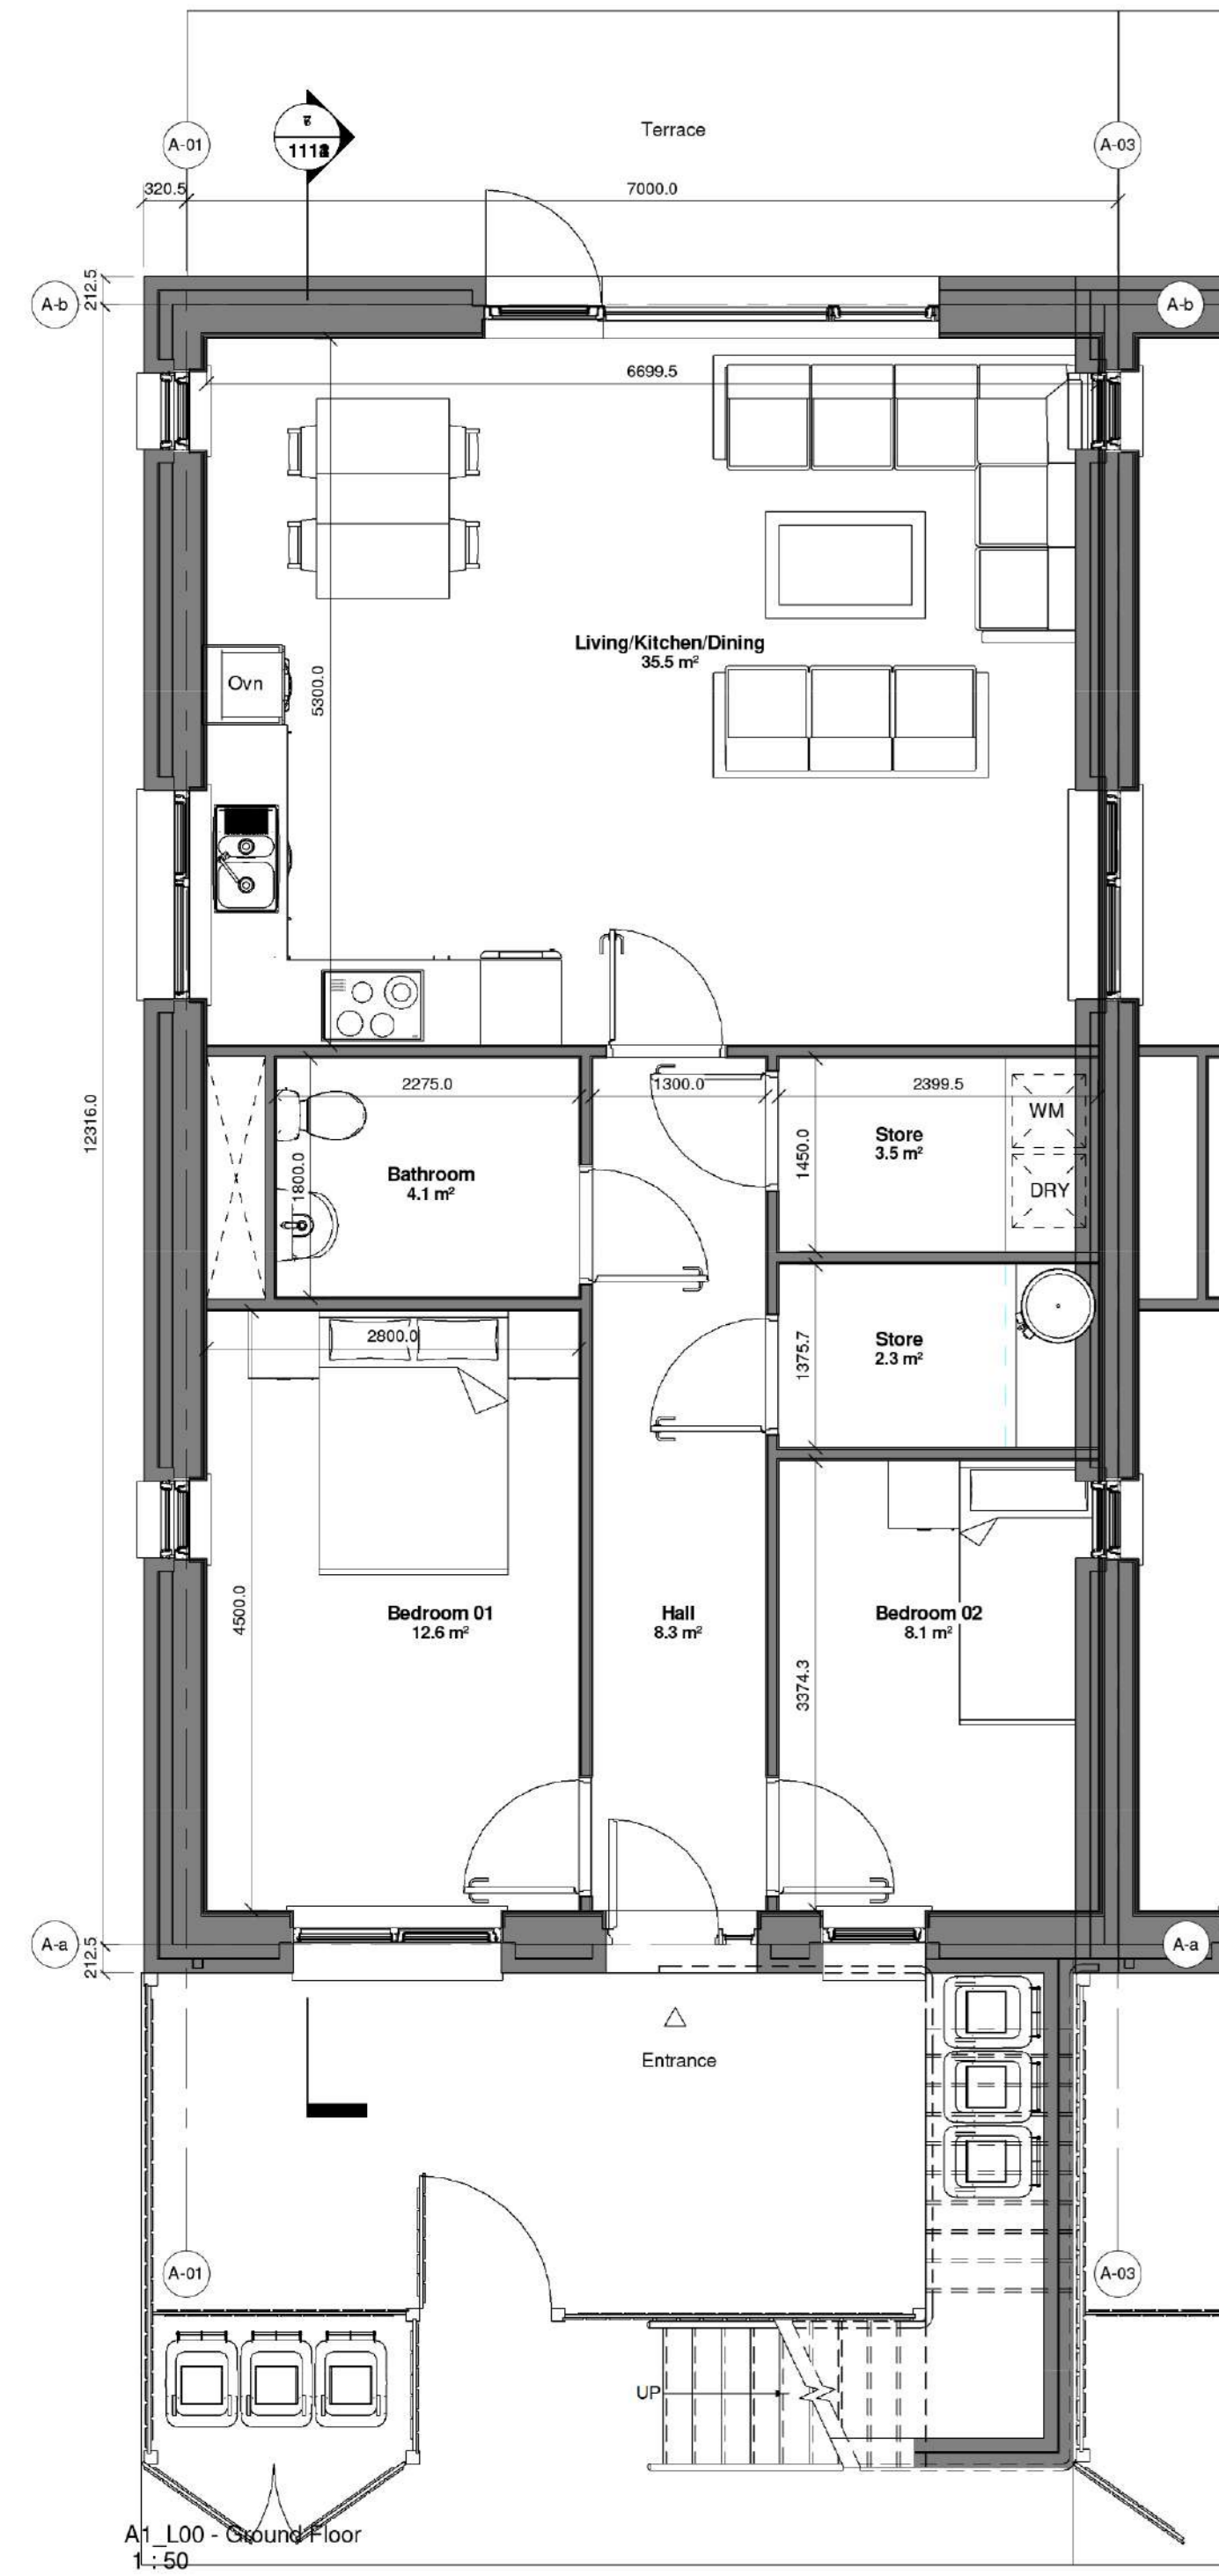 Terrace
A-01
A-03
1118
320.5
7000.0
212.5
A-b
A-b
6699.5
Living/Kitchen/Dining
35.5 m²
Ovn
5300.0
12316.0
2275.0
1300.0
2399.5
WM
Store
3.5 m²
1450.0
Bathroom
4.1 m²
1800.0
DRY
2800.0
Store
2.3 m²
1375.7
4500.0
Bedroom 01
12.6 m²
Hall
8.3 m²
Bedroom 02
8.1 m²
3374.3
A-a
212.5
A-a
Entrance
A-01
A-03
UP
A1_L00 - Ground Floor
1 : 50